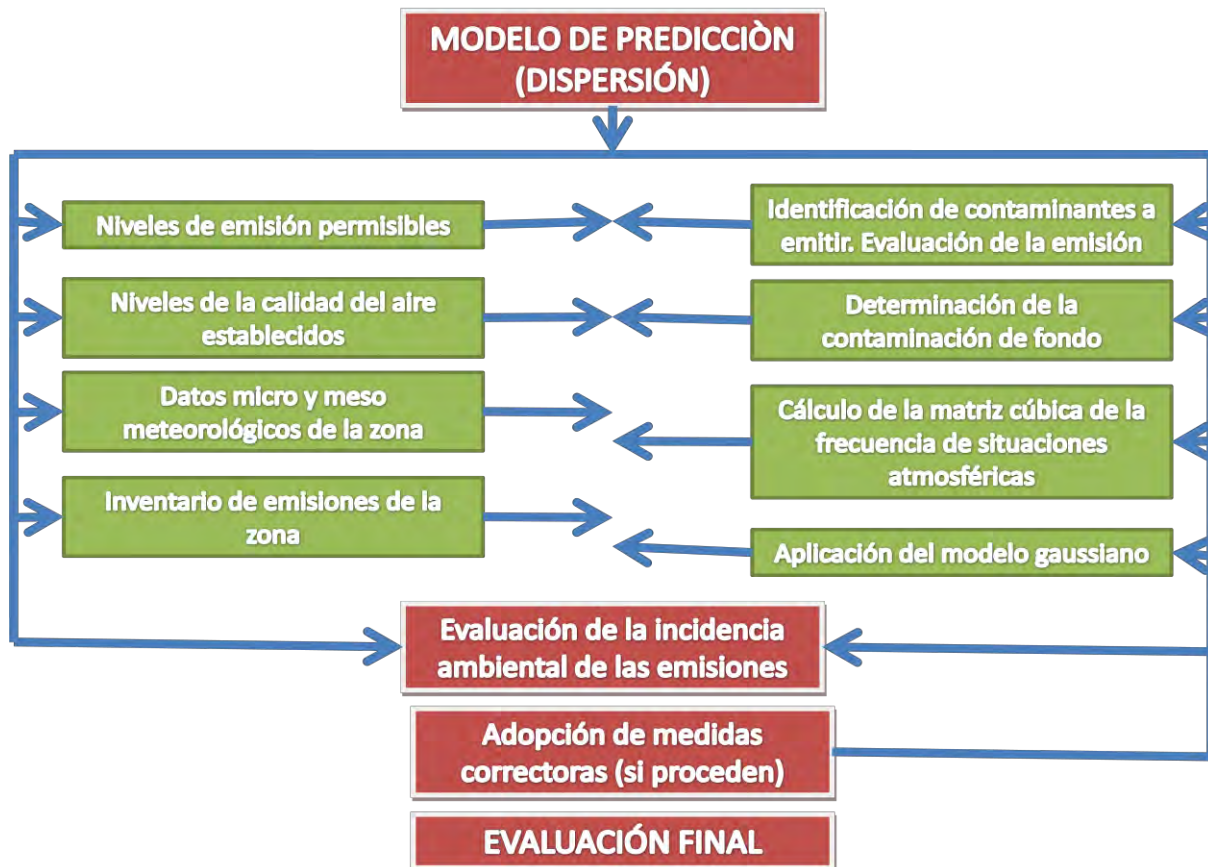 MODELO DE PREDICCIÒN
(DISPERSIÓN)
Niveles de emisión permisibles
Identificación de contaminantes a
emitir. Evaluación de la emisión
Niveles de la calidad del aire
establecidos
Determinación de la
contaminación de fondo
Datos micro y meso
meteorológicos de la zona
Cálculo de la matriz cúbica de la
frecuencia de situaciones
atmosféricas
Inventario de emisiones de la
zona
Aplicación del modelo gaussiano
Evaluación de la incidencia
ambiental de las emisiones
Adopción de medidas
correctoras (si proceden)
EVALUACIÓN FINAL